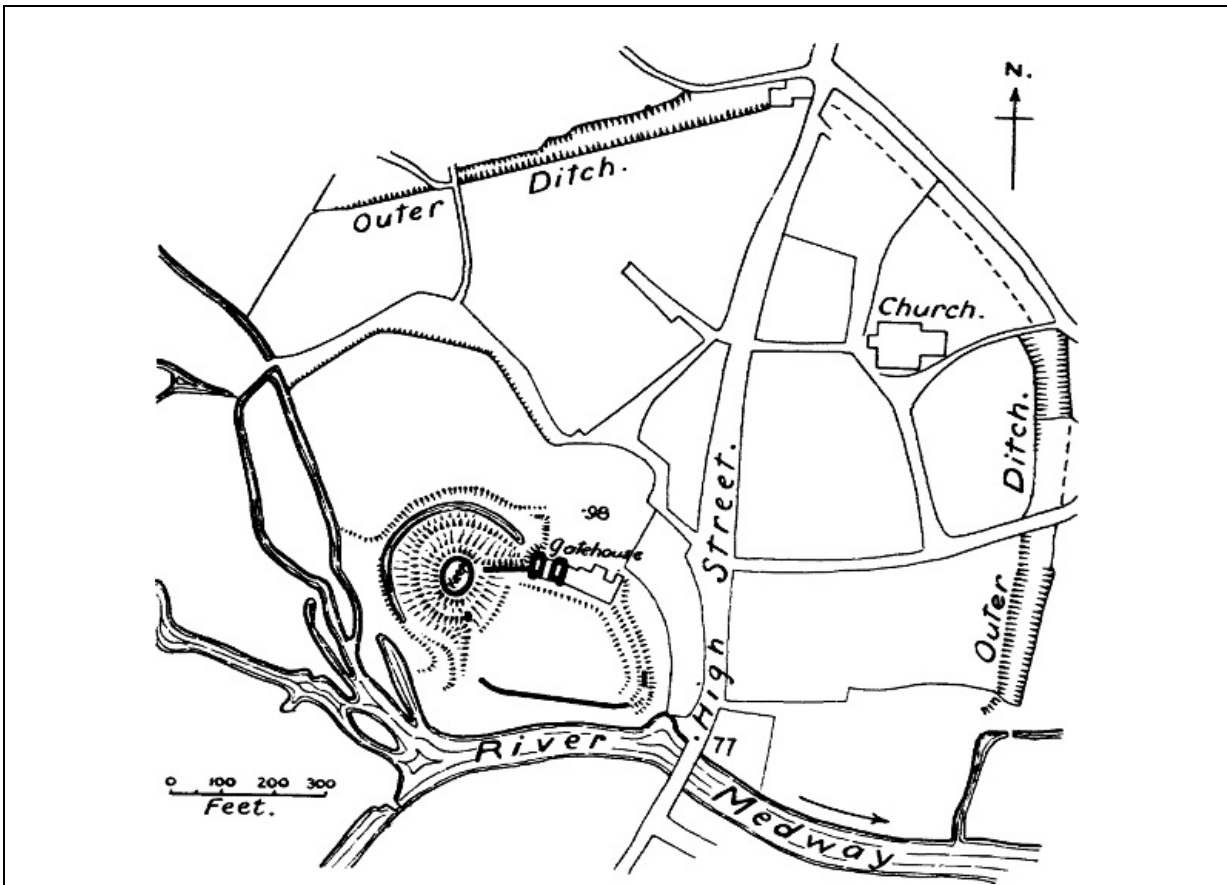 N.
Outer Ditch.
Church.
Ditch.
Outer
98
gatehouse
High Street.
77
River Medway
0 100 200 300
Feet.